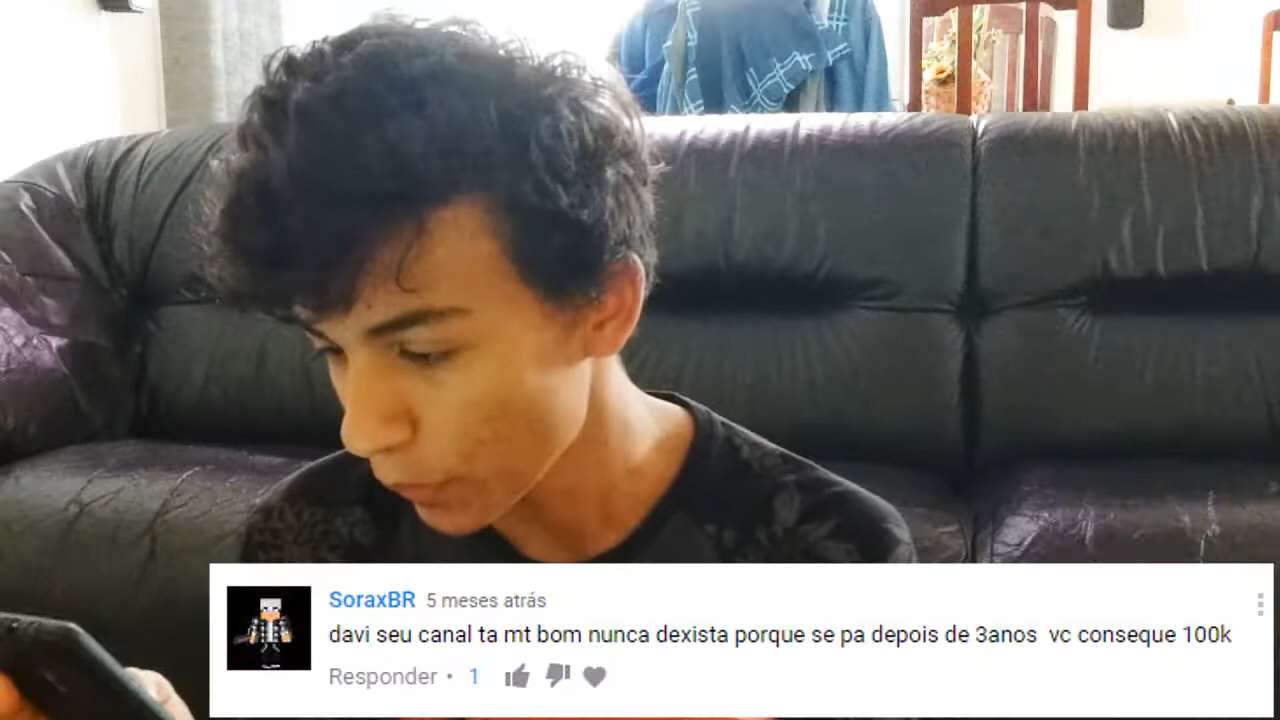 SoraxBR 5 meses atrás
davi seu canal ta mt bom nunca dexista porque se pa depois de 3anos vc conseque 100k
Responder • 1